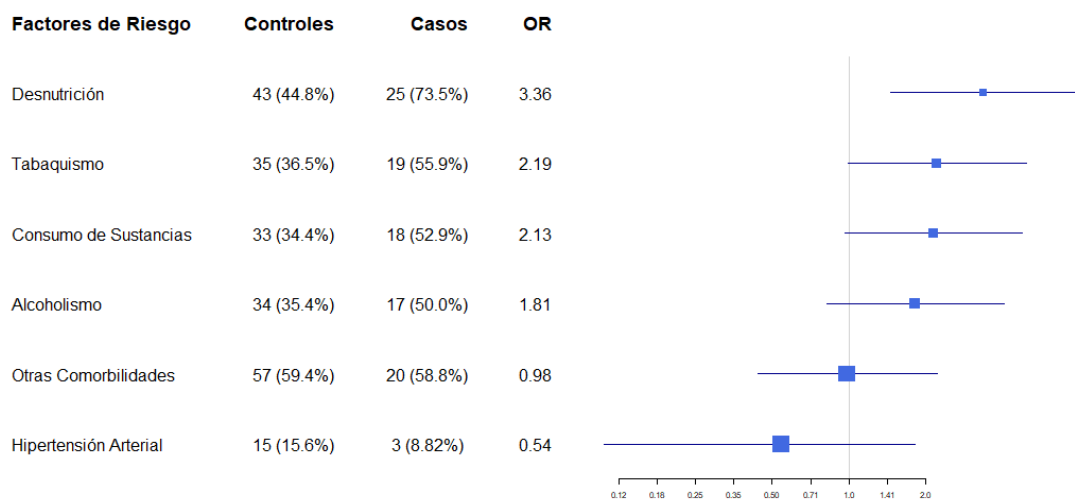 Factores de Riesgo Controles Casos OR
Desnutrición 43 (44.8%) 25 (73.5%) 3.36
Tabaquismo 35 (36.5%) 19 (55.9%) 2.19
Consumo de Sustancias 33 (34.4%) 18 (52.9%) 2.13
Alcoholismo 34 (35.4%) 17 (50.0%) 1.81
Otras Comorbilidades 57 (59.4%) 20 (58.8%) 0.98
Hipertensión Arterial 15 (15.6%) 3 (8.82%) 0.54
0.12 0.18 0.25 0.35 0.50 0.71 1.0 1.41 2.0